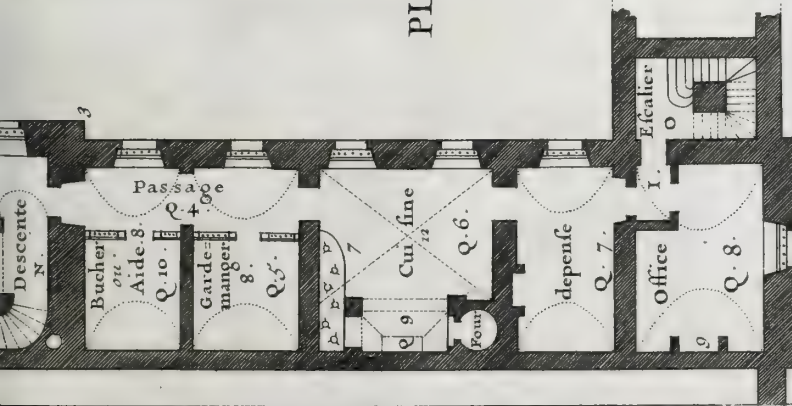 PL
3
Descente
N.
Passage
Q. 4
Bucher
ou
Aide. 8.
Q. 10.
Garde=
manger
8.
Q. 5.
7
Cuiſine
12
Q. 6.
Q 9
Four
depenſe
Q. 7.
Eſcalier
O
I.
Office
Q. 8.
9